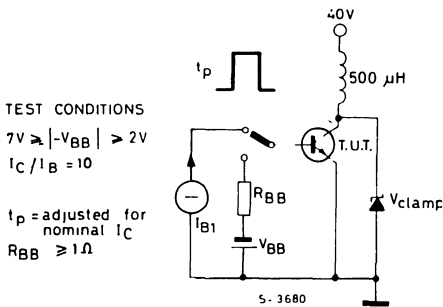 40V
tp
500 µH
TEST CONDITIONS
7V ⩾ |-VBB| ⩾ 2V
IC/IB = 10
T.U.T.
RBB
Vclamp
IB1
VBB
tp = adjusted for
nominal IC
RBB ⩾ 1Ω
S-3680